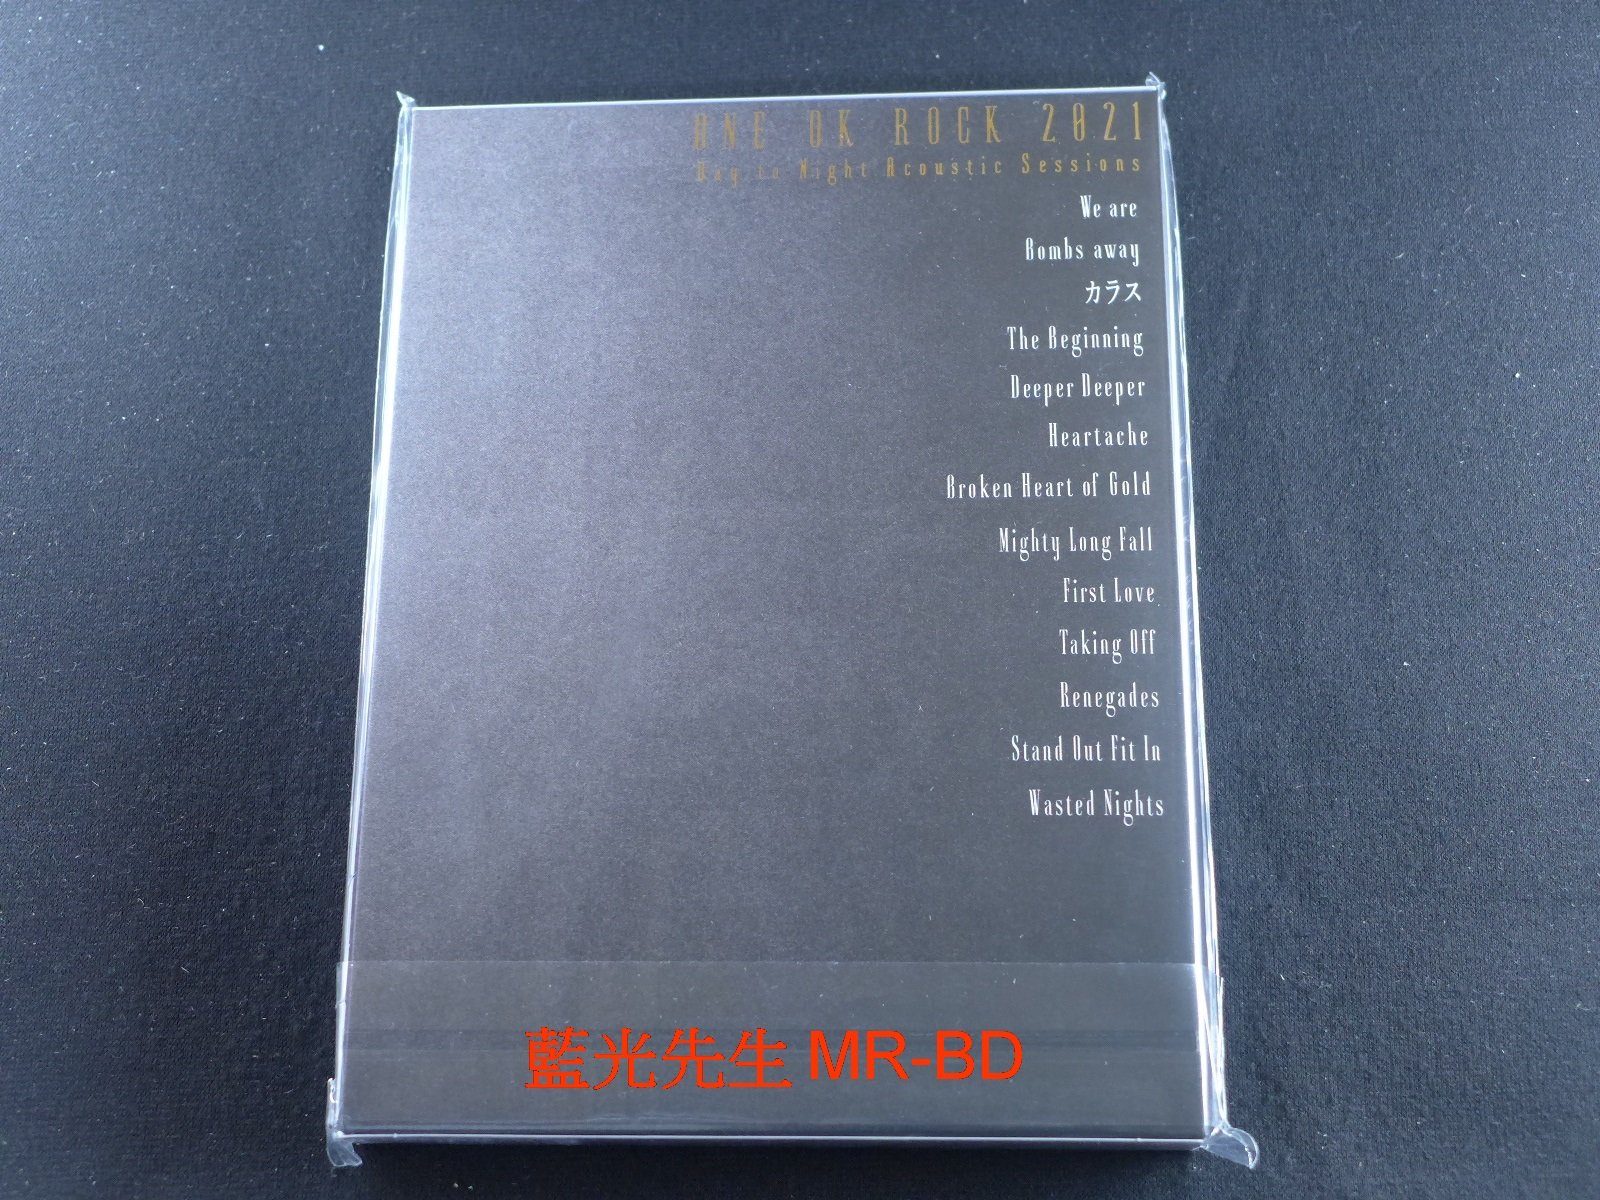 ONE OK ROCK 2021
Day to Night Acoustic Sessions
We are
Bombs away
カラス
The Beginning
Deeper Deeper
Heartache
Broken Heart of Gold
Mighty Long Fall
First Love
Taking Off
Renegades
Stand Out Fit In
Wasted Nights
藍光先生 MR-BD